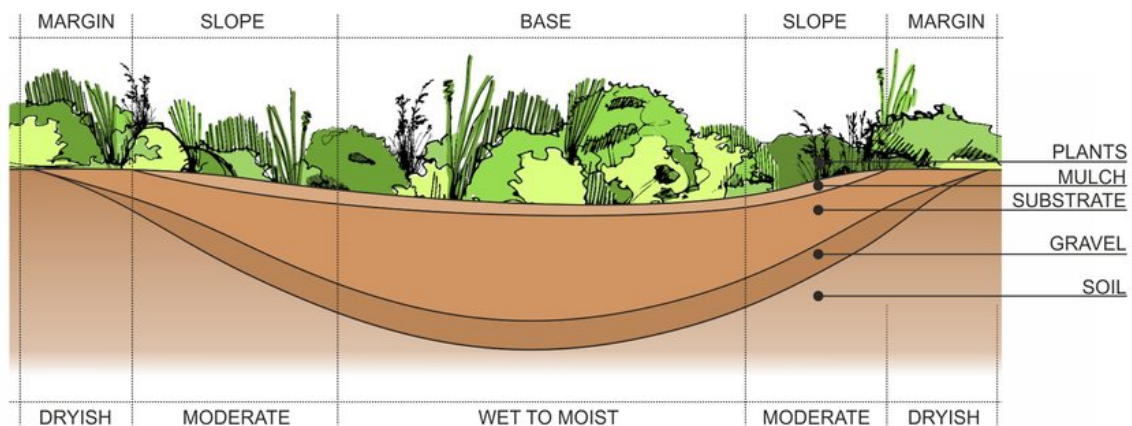 MARGIN SLOPE BASE SLOPE MARGIN
PLANTS
MULCH
SUBSTRATE
GRAVEL
SOIL
DRYISH MODERATE WET TO MOIST MODERATE DRYISH